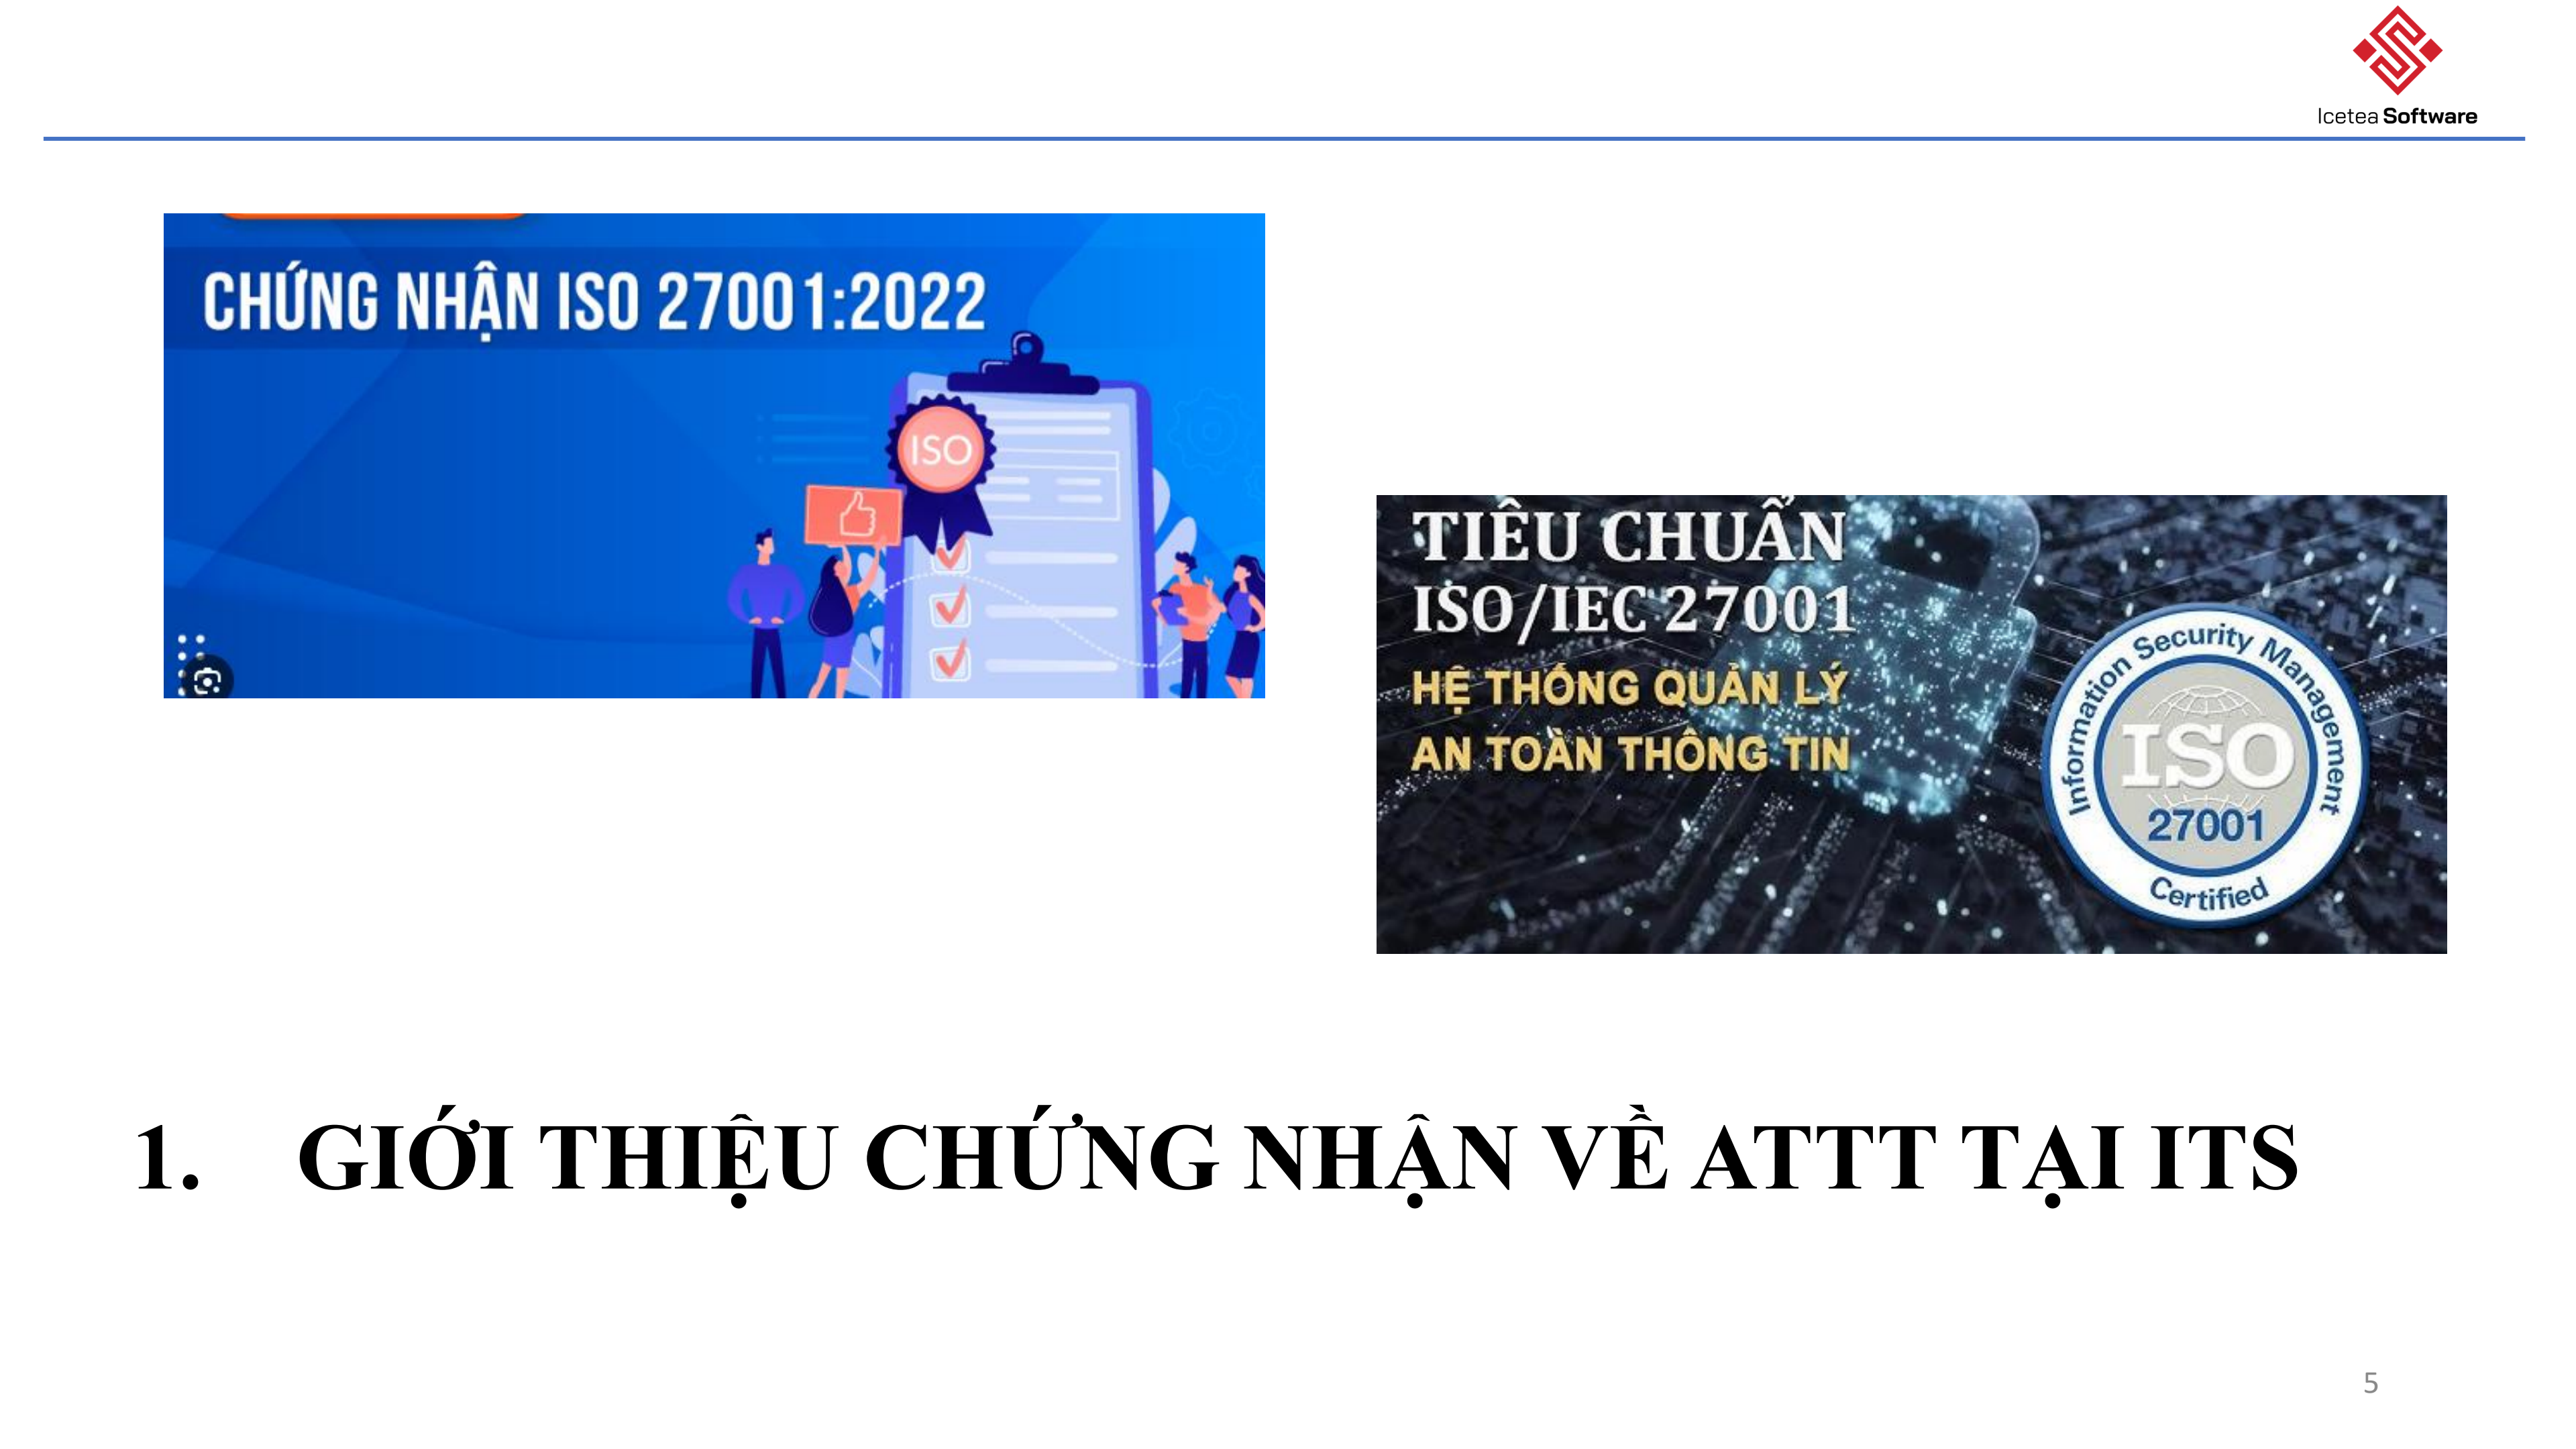 Icetea Software
CHỨNG NHẬN ISO 27001:2022
ISO
TIÊU CHUẨN
ISO/IEC 27001
HỆ THỐNG QUẢN LÝ
AN TOÀN THÔNG TIN
Information Security Management
ISO
27001
Certified
1. GIỚI THIỆU CHỨNG NHẬN VỀ ATTT TẠI ITS
5